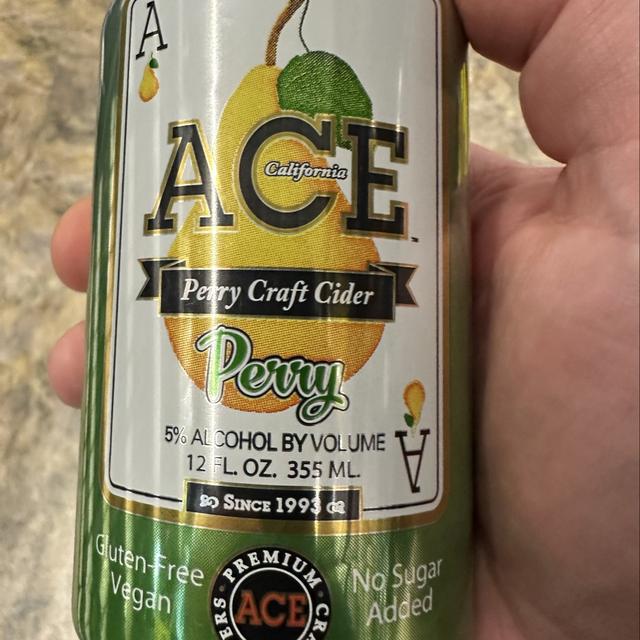 A
ACE
California
Perry Craft Cider
Perry
5% ALCOHOL BY VOLUME
12 FL. OZ. 355 ML.
A
SINCE 1993
Gluten-Free
Vegan
PREMIUM
ACE
No Sugar
Added